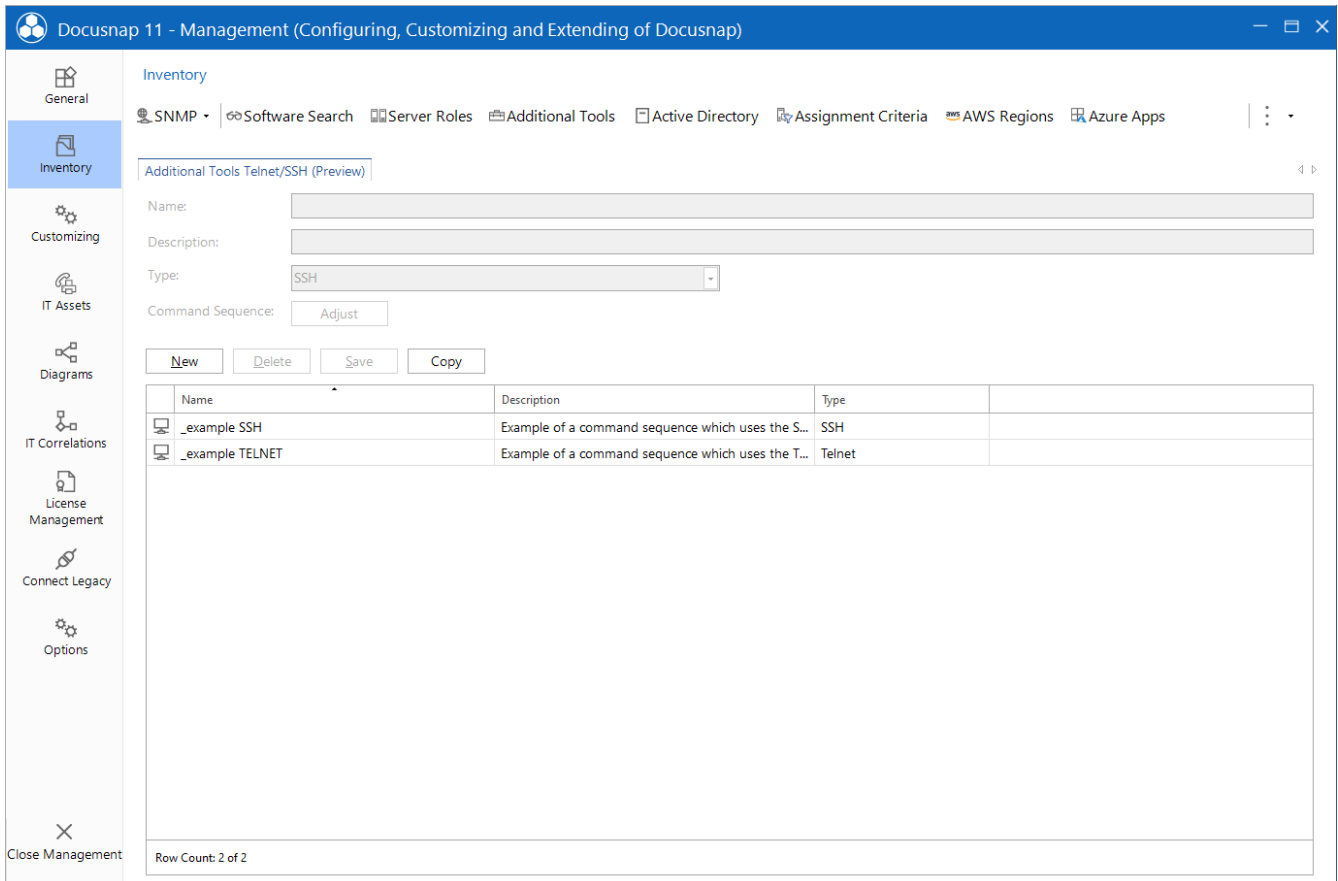 Docusnap 11 - Management (Configuring, Customizing and Extending of Docusnap)
General
Inventory
Customizing
IT Assets
Diagrams
IT Correlations
License
Management
Connect Legacy
Options
Close Management
Inventory
SNMP Software Search Server Roles Additional Tools Active Directory Assignment Criteria aws AWS Regions Azure Apps
Additional Tools Telnet/SSH (Preview)
Name:
Description:
Type: SSH
Command Sequence: Adjust
New Delete Save Copy
Name Description Type
_example SSH Example of a command sequence which uses the S... SSH
_example TELNET Example of a command sequence which uses the T... Telnet
Row Count: 2 of 2